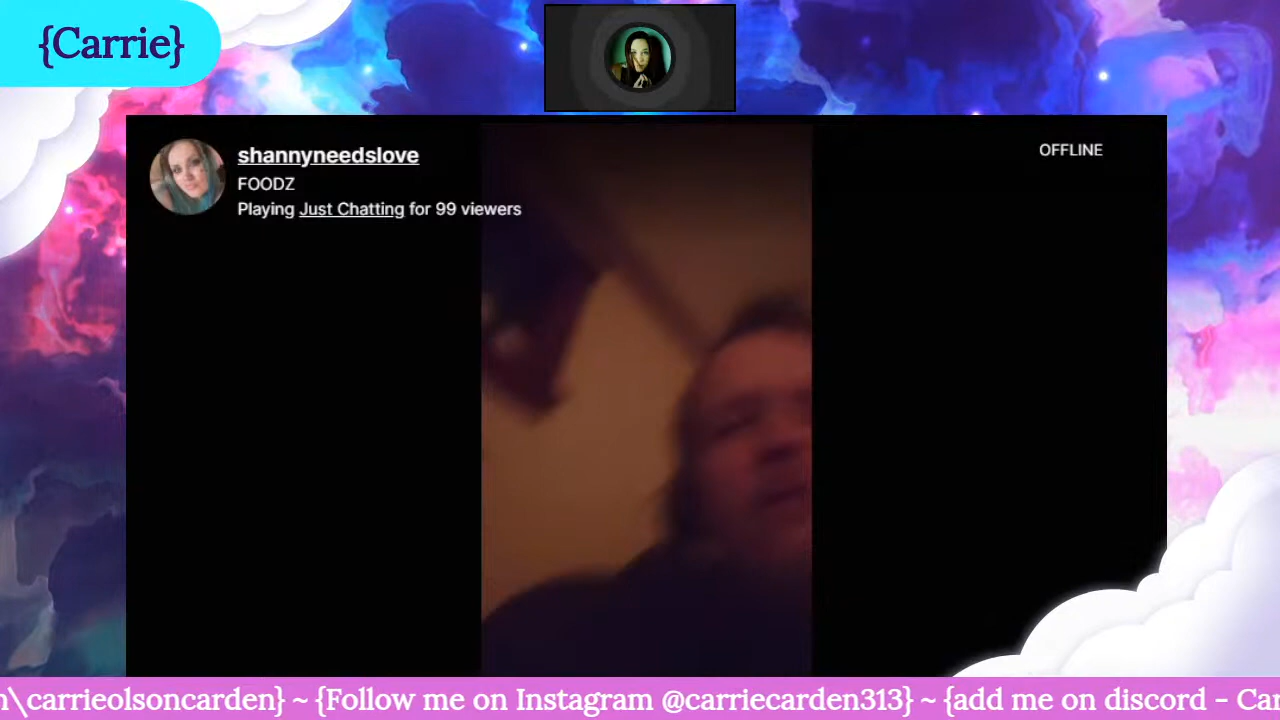 {Carrie}
shannyneedslove
OFFLINE
FOODZ
Playing Just Chatting for 99 viewers
n\carrieolsoncarden} ~ {Follow me on Instagram @carriecarden313} ~ {add me on discord - Car